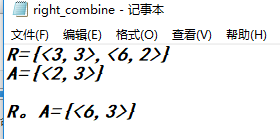 right_combine - 记事本
文件(F) 编辑(E) 格式(O) 查看(V) 帮助(H)
R={<3, 3>, <6, 2>}
A={<2, 3>}
R。A={<6, 3>}